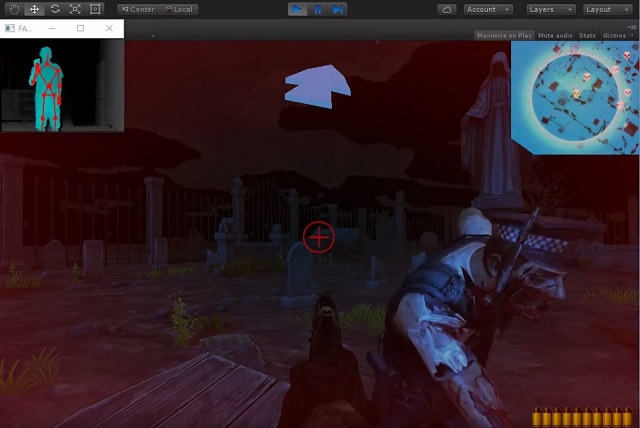 Center Local Account Layers Layout
FA...
Maximize on Play Mute audio Stats Gizmos